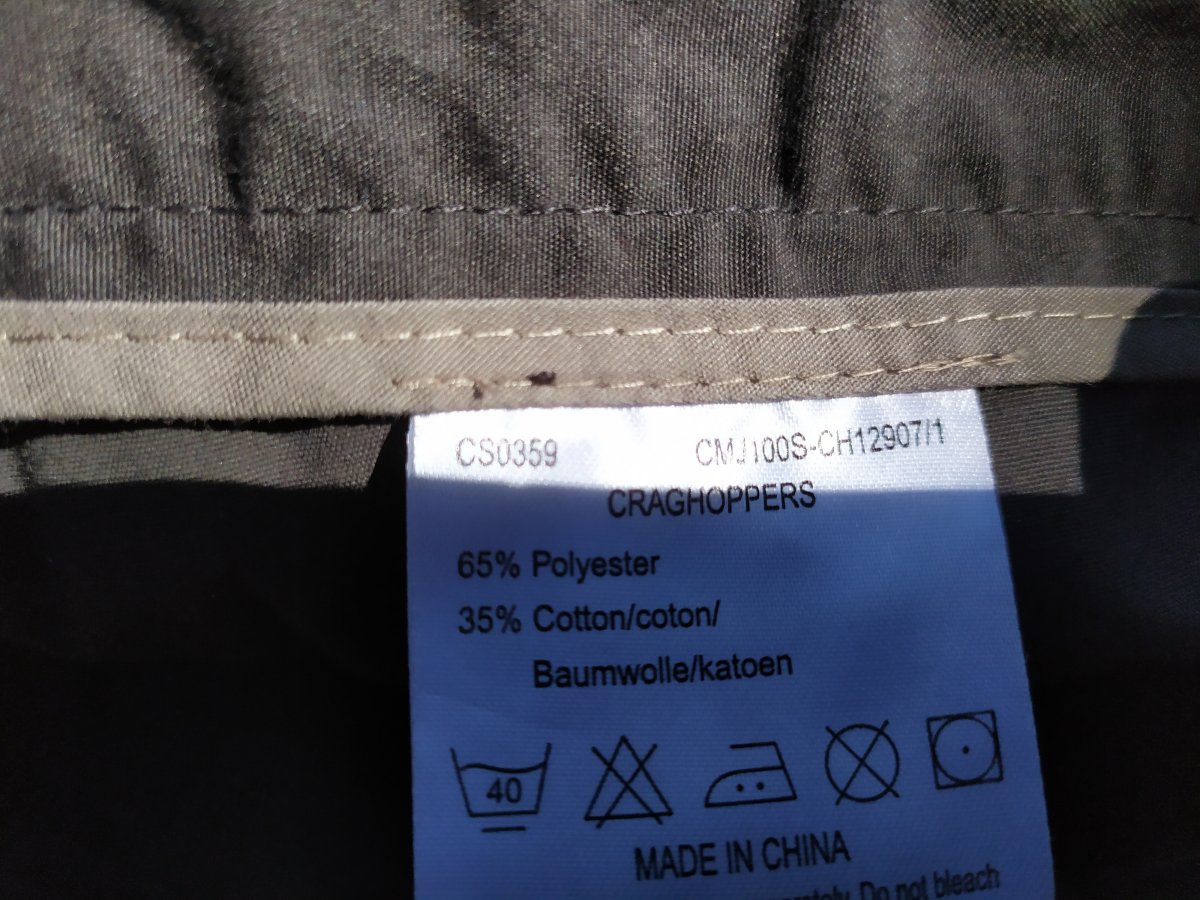 CS0359 CMJ100S-CH12907/1
CRAGHOPPERS
65% Polyester
35% Cotton/coton/
Baumwolle/katoen
40
MADE IN CHINA
Do not bleach